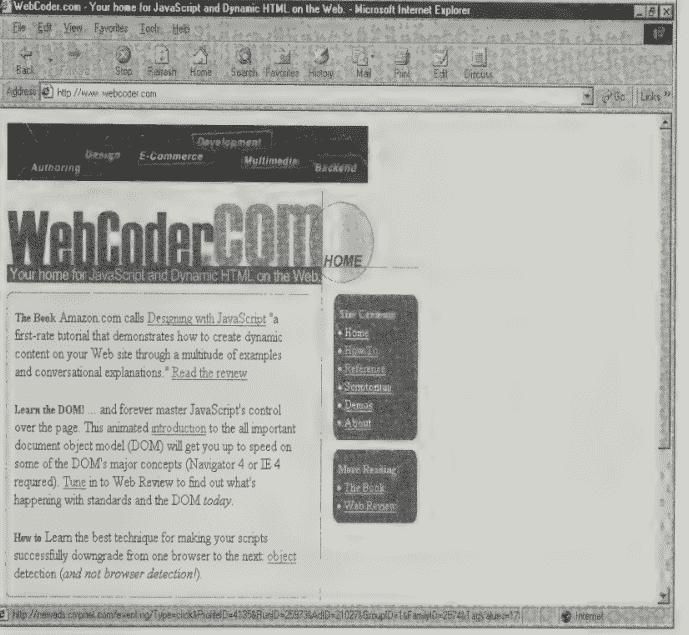 WebCoder.com - Your home for JavaScript and Dynamic HTML on the Web. - Microsoft Internet Explorer
File Edit View Favorites Tools Help
Back Stop Refresh Home Search Favorites History Mail Print Edit Discuss
Address http://www.webcoder.com Go Links »
Development
Design E-Commerce Multimedia Backend
Authoring
WebCoder.COM
HOME
Your home for JavaScript and Dynamic HTML on the Web.
The Book Amazon.com calls Designing with JavaScript "a
first-rate tutorial that demonstrates how to create dynamic
content on your Web site through a multitude of examples
and conversational explanations." Read the review
Learn the DOM! ... and forever master JavaScript's control
over the page. This animated introduction to the all important
document object model (DOM) will get you up to speed on
some of the DOM's major concepts (Navigator 4 or IE 4
required). Tune in to Web Review to find out what's
happening with standards and the DOM today.
How to Learn the best technique for making your scripts
successfully downgrade from one browser to the next: object
detection (and not browser detection!).
Site Contents
• Home
• How To
• Reference
• Scriptorium
• Demos
• About
More Reading
• The Book
• Web Review
Internet